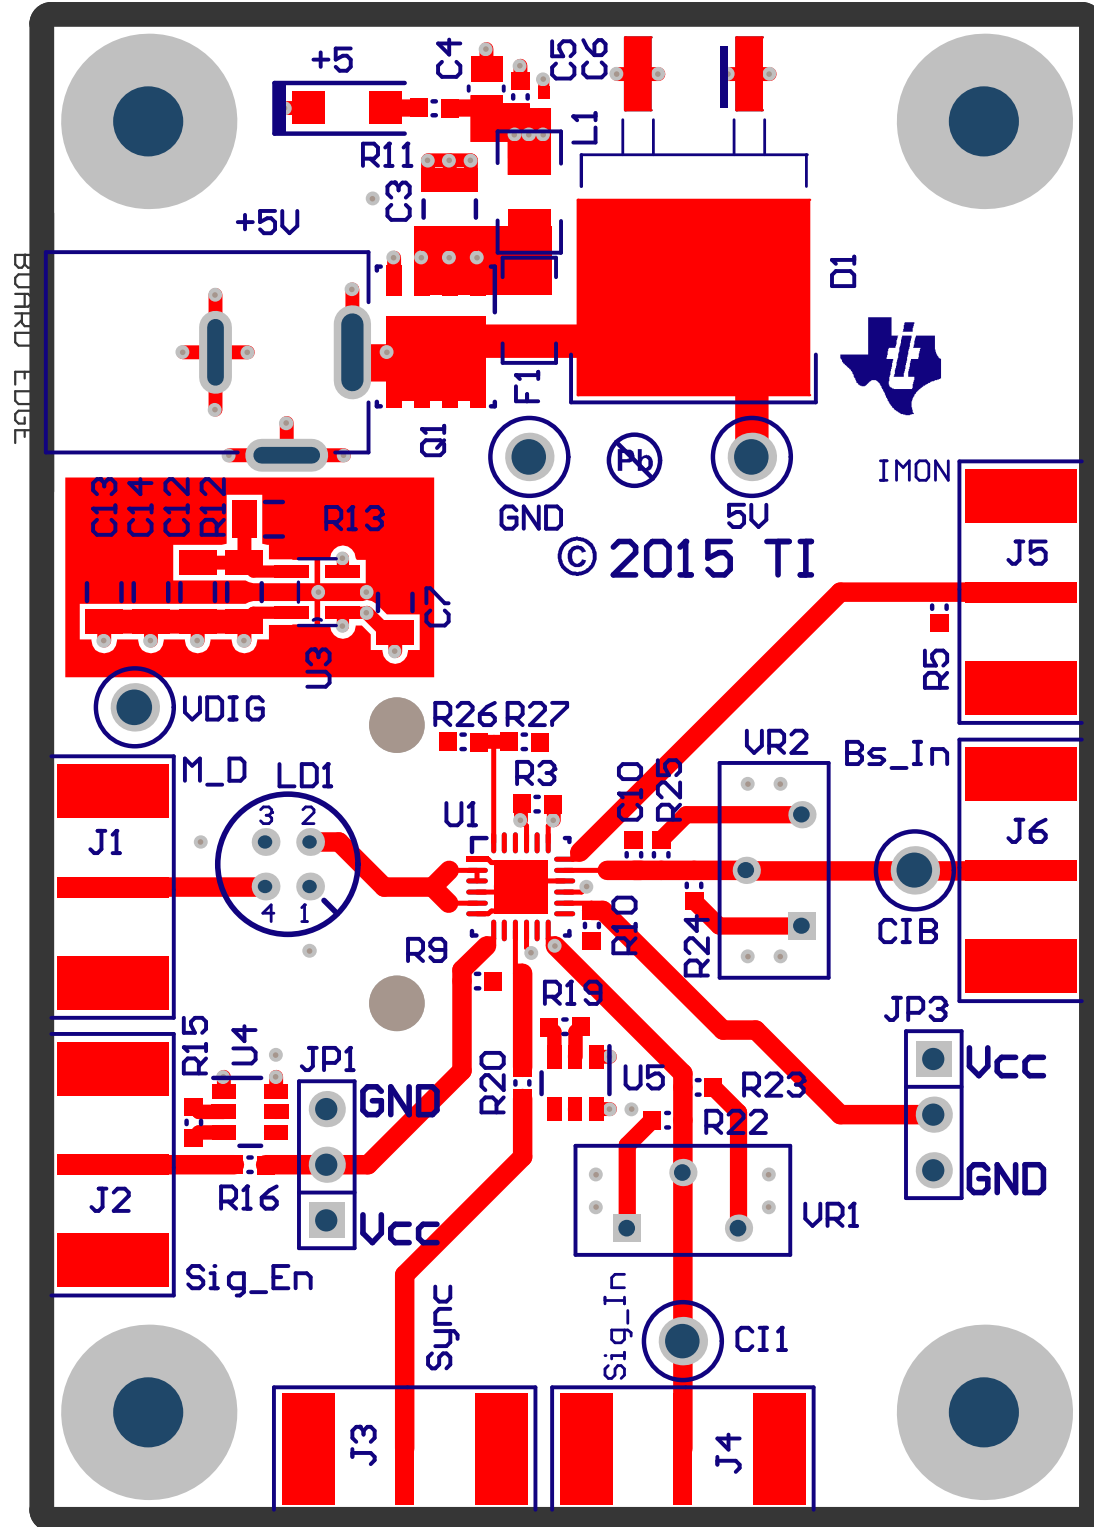 +5
C4
C5
C6
L1
R11
C3
+5V
BOARD EDGE
D1
F1
Q1
Pb
GND
5V
IMON
© 2015 TI
J5
C13
C14
C12
R12
R13
C7
U3
R5
VDIG
R26
R27
VR2
Bs_In
M_D
LD1
R3
C10
R25
U1
3
2
J1
J6
4
1
R9
R10
R24
CIB
R19
JP3
R15
U4
JP1
Vcc
GND
R20
U5
R23
R22
J2
R16
GND
VR1
Vcc
Sig_En
Sync
Sig_In
CI1
J3
J4